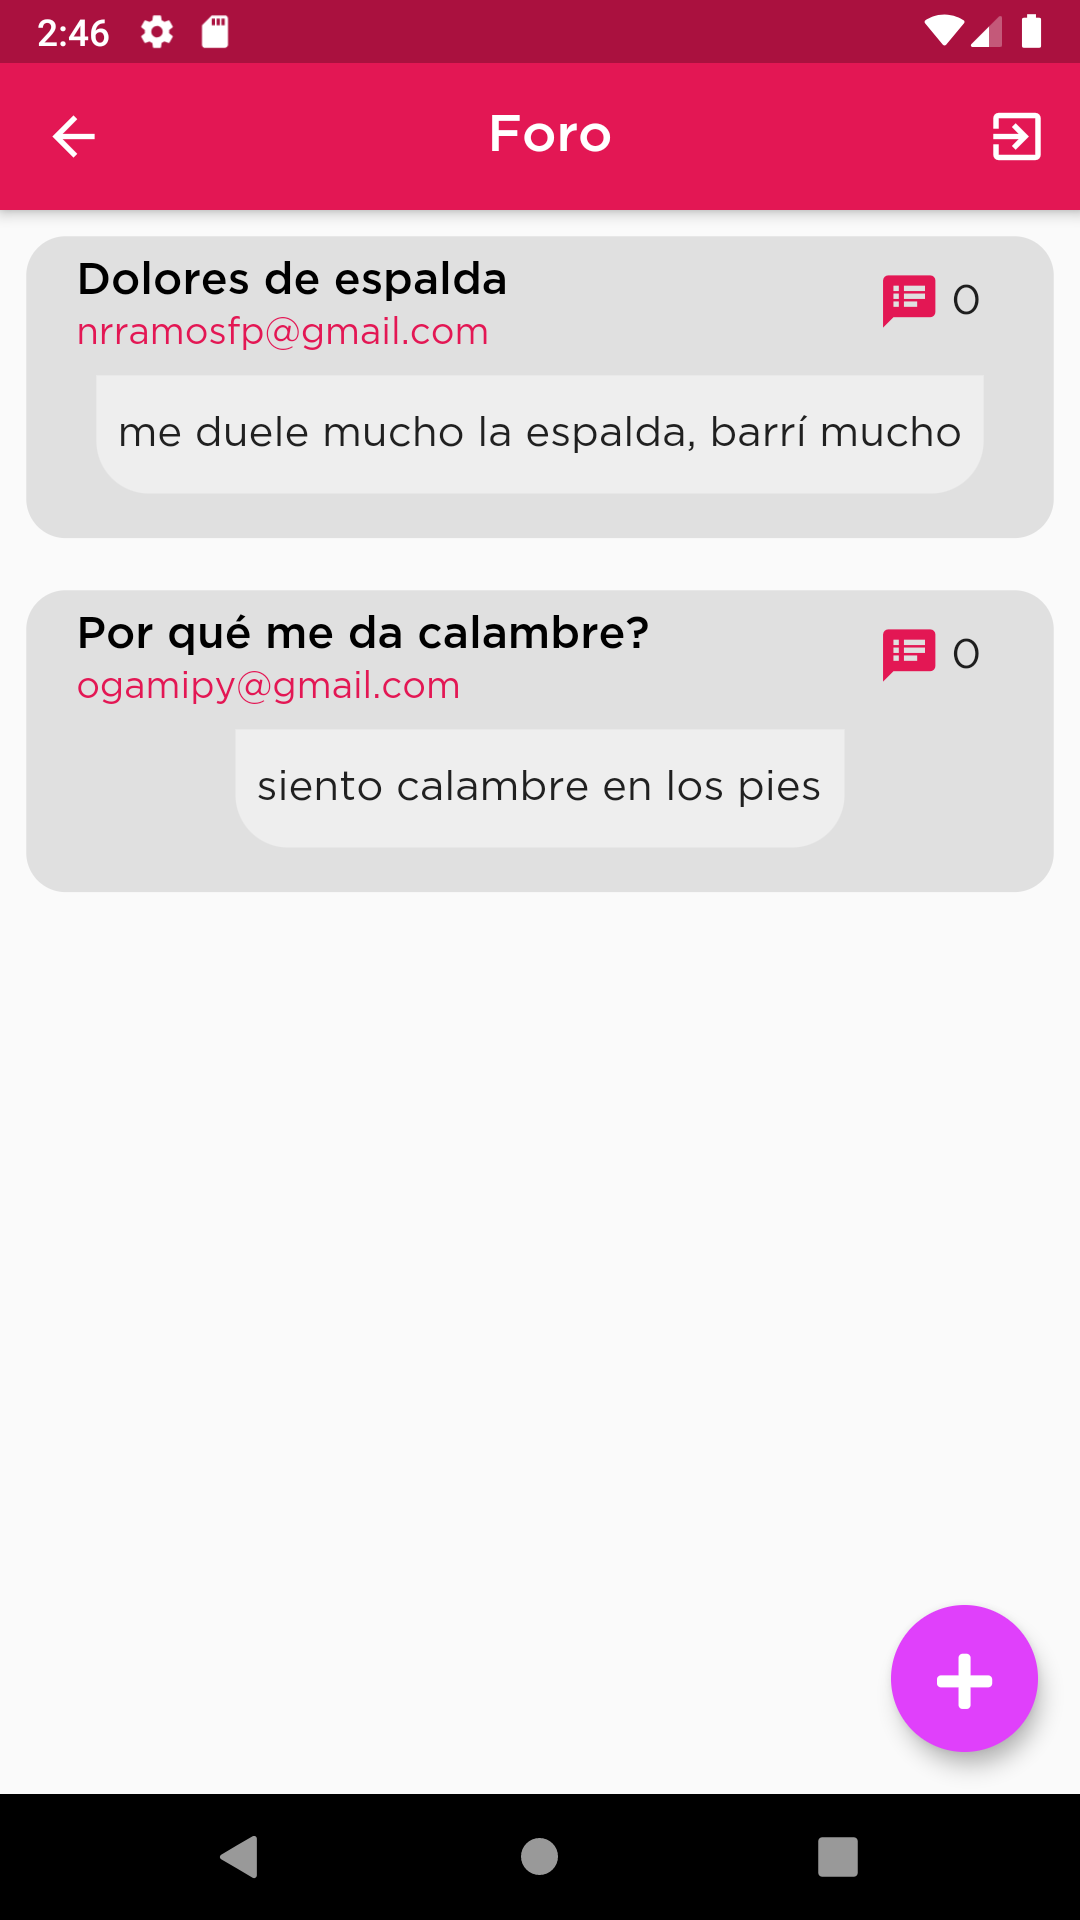 2:46
Foro
Dolores de espalda
nrramosfp@gmail.com
0
me duele mucho la espalda, barrí mucho
Por qué me da calambre?
ogamipy@gmail.com
0
siento calambre en los pies